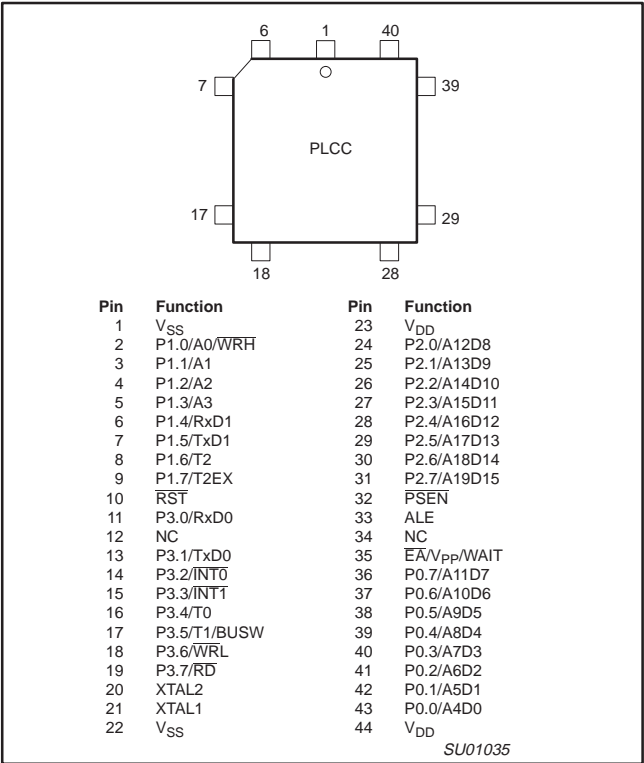 6 1 40
7 39
PLCC
17 29
18 28
Pin Function Pin Function
1 VSS 23 VDD
2 P1.0/A0/W̅R̅H̅ 24 P2.0/A12D8
3 P1.1/A1 25 P2.1/A13D9
4 P1.2/A2 26 P2.2/A14D10
5 P1.3/A3 27 P2.3/A15D11
6 P1.4/RxD1 28 P2.4/A16D12
7 P1.5/TxD1 29 P2.5/A17D13
8 P1.6/T2 30 P2.6/A18D14
9 P1.7/T2EX 31 P2.7/A19D15
10 R̅S̅T̅ 32 P̅S̅E̅N̅
11 P3.0/RxD0 33 ALE
12 NC 34 NC
13 P3.1/TxD0 35 E̅A̅/VPP/WAIT
14 P3.2/I̅N̅T̅0̅ 36 P0.7/A11D7
15 P3.3/I̅N̅T̅1̅ 37 P0.6/A10D6
16 P3.4/T0 38 P0.5/A9D5
17 P3.5/T1/BUSW 39 P0.4/A8D4
18 P3.6/W̅R̅L 40 P0.3/A7D3
19 P3.7/R̅D̅ 41 P0.2/A6D2
20 XTAL2 42 P0.1/A5D1
21 XTAL1 43 P0.0/A4D0
22 VSS 44 VDD
SU01035